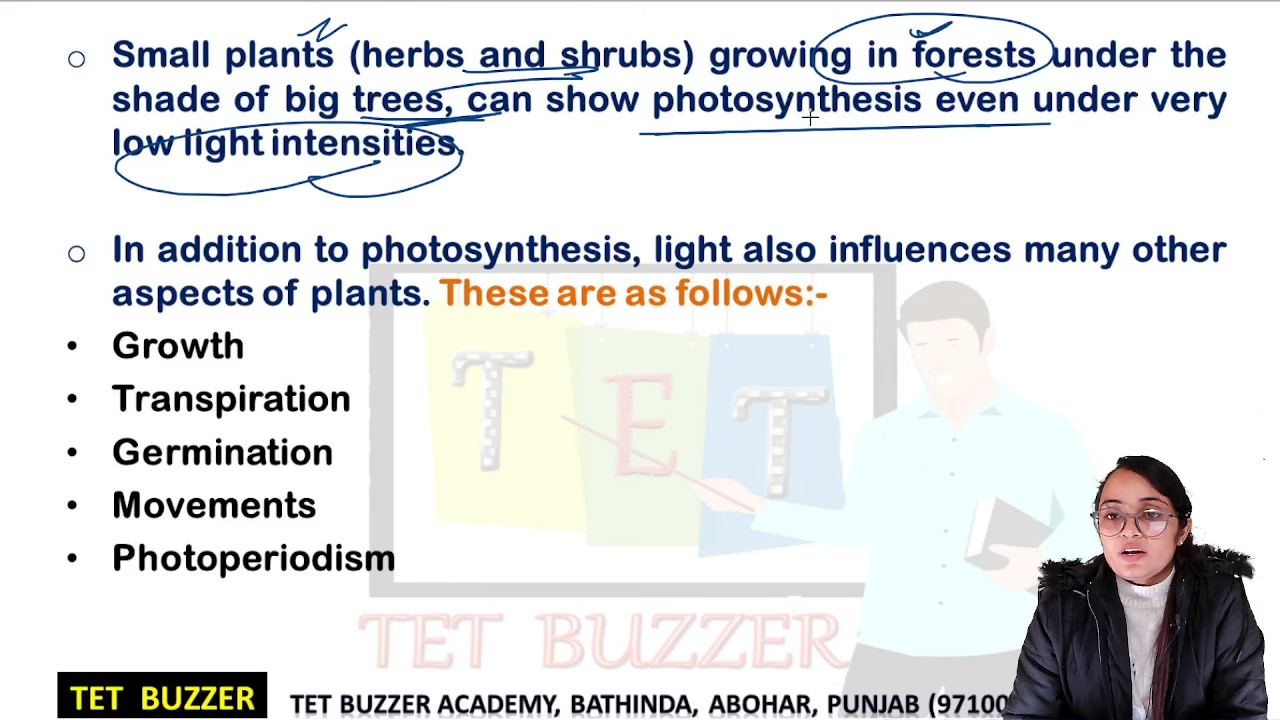 Small plants (herbs and shrubs) growing in forests under the
shade of big trees, can show photosynthesis even under very
low light intensities.
In addition to photosynthesis, light also influences many other
aspects of plants. These are as follows:-
• Growth
• Transpiration
• Germination
• Movements
• Photoperiodism
T E T
TET BUZZER
TET BUZZER
TET BUZZER ACADEMY, BATHINDA, ABOHAR, PUNJAB (97100